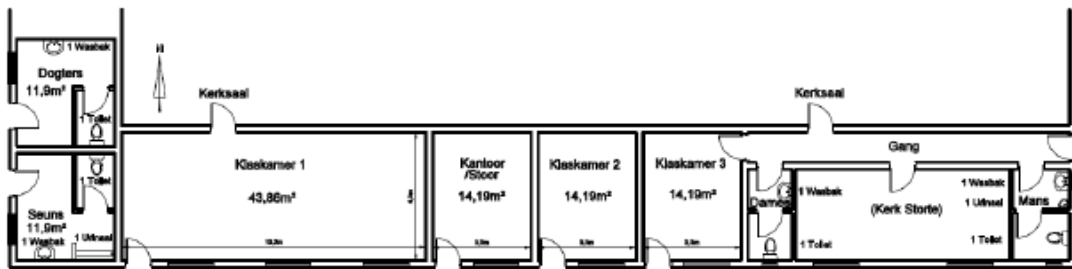 1 Wasbak
Dogters
11,9m²
1 Toilet
N
Kerksaal
Kerksaal
Klaskamer 1
43,86m²
Kantoor
/Stoor
14,19m²
Klaskamer 2
14,19m²
Klaskamer 3
14,19m²
Gang
1 Toilet
Seuns
11,9m²
1 Wasbak
1 Urinaal
Dames
1 Wasbak
1 Toilet
(Kerk Storte)
1 Wasbak
1 Urinaal
1 Toilet
Mans